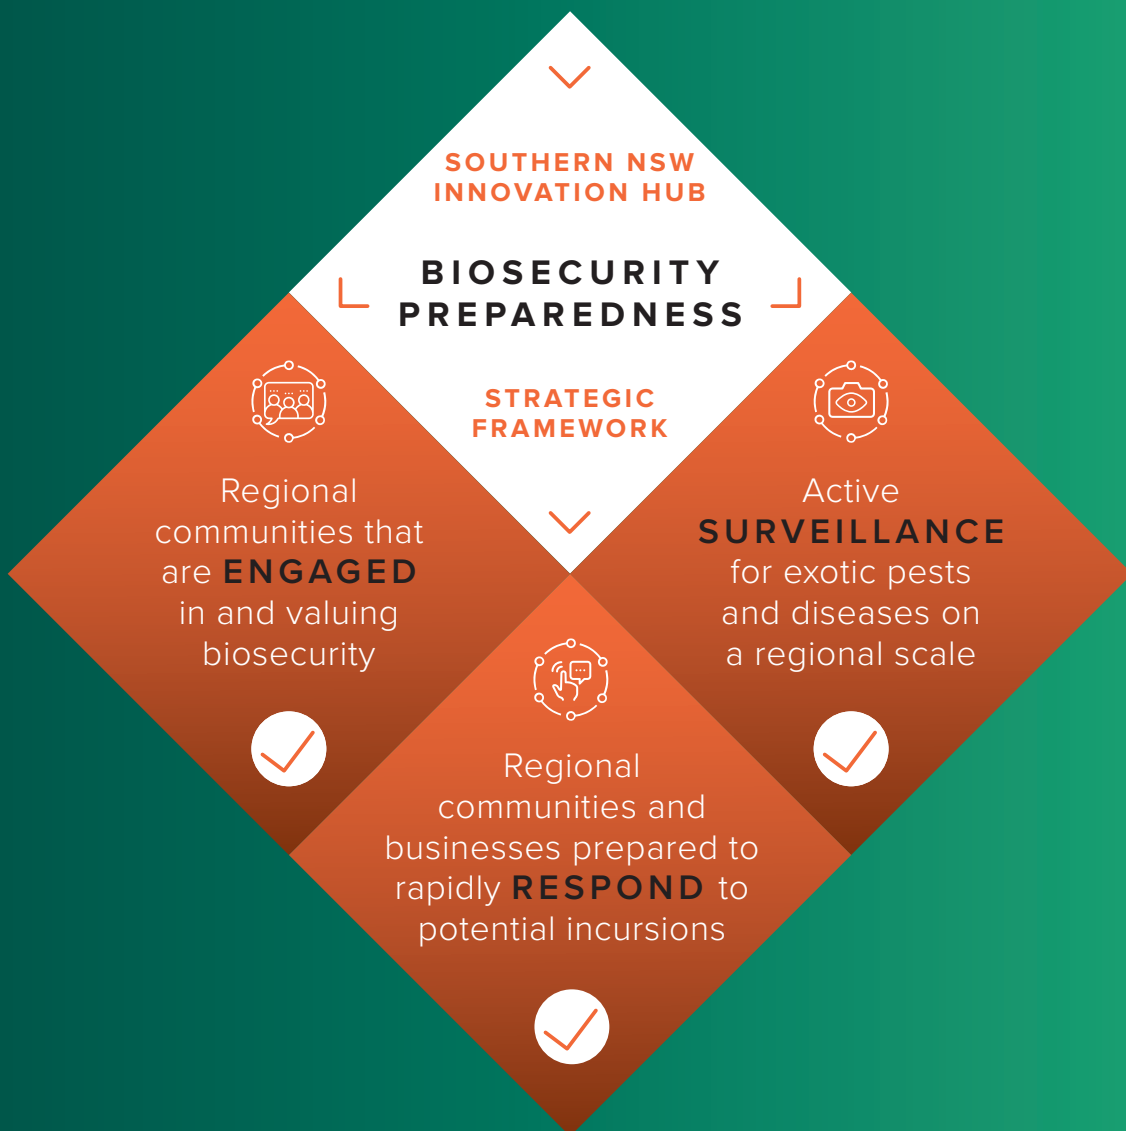 SOUTHERN NSW
INNOVATION HUB
BIOSECURITY
PREPAREDNESS
STRATEGIC
FRAMEWORK
Regional
communities that
are ENGAGED
in and valuing
biosecurity
Active
SURVEILLANCE
for exotic pests
and diseases on
a regional scale
Regional
communities and
businesses prepared to
rapidly RESPOND to
potential incursions